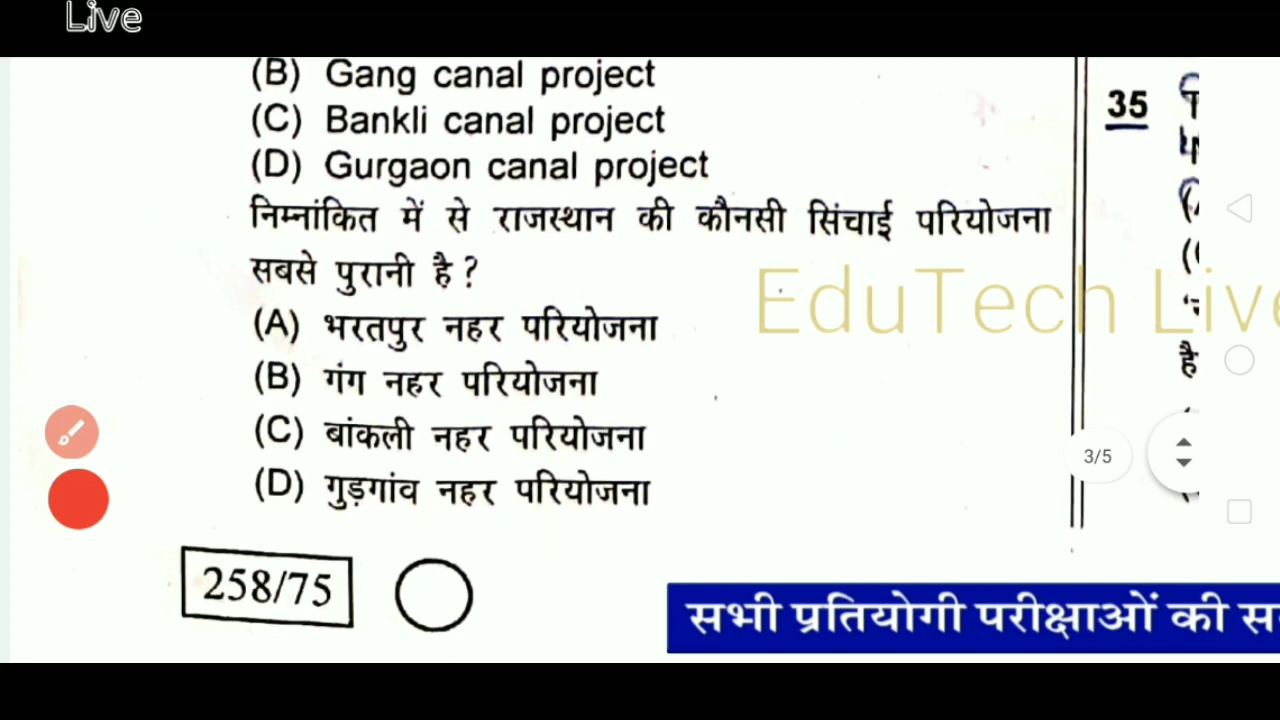 Live
(B) Gang canal project
(C) Bankli canal project
(D) Gurgaon canal project
निम्नांकित में से राजस्थान की कौनसी सिंचाई परियोजना
सबसे पुरानी है ?
(A) भरतपुर नहर परियोजना
(B) गंग नहर परियोजना
(C) बांकली नहर परियोजना
(D) गुड़गांव नहर परियोजना
258/75
35
है
EduTech Live
3/5
सभी प्रतियोगी परीक्षाओं की